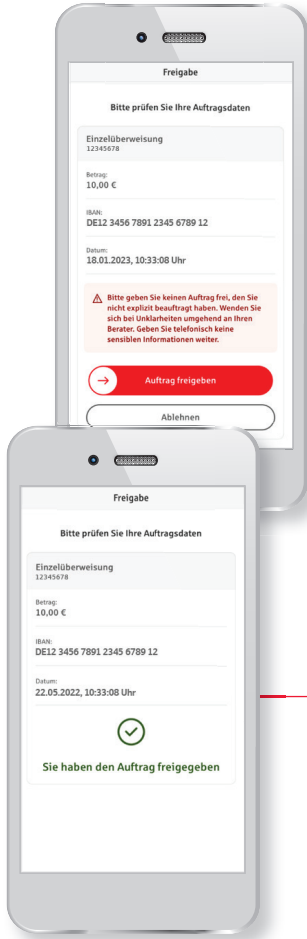 Freigabe
Bitte prüfen Sie Ihre Auftragsdaten
Einzelüberweisung
12345678
Betrag:
10,00 €
IBAN:
DE12 3456 7891 2345 6789 12
Datum:
18.01.2023, 10:33:08 Uhr
Bitte geben Sie keinen Auftrag frei, den Sie
nicht explizit beauftragt haben. Wenden Sie
sich bei Unklarheiten umgehend an Ihren
Berater. Geben Sie telefonisch keine
sensiblen Informationen weiter.
Auftrag freigeben
Ablehnen
Freigabe
Bitte prüfen Sie Ihre Auftragsdaten
Einzelüberweisung
12345678
Betrag:
10,00 €
IBAN:
DE12 3456 7891 2345 6789 12
Datum:
22.05.2022, 10:33:08 Uhr
Sie haben den Auftrag freigegeben